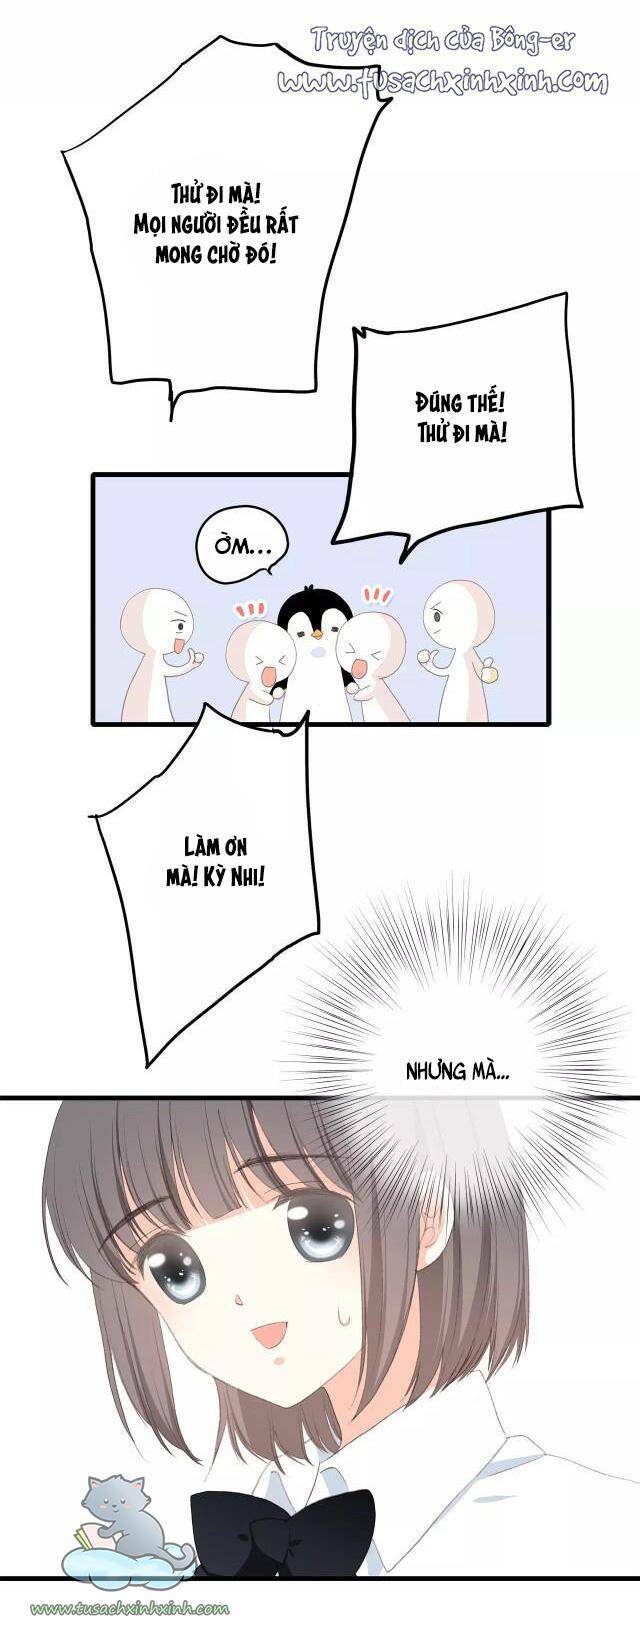 Truyện dịch của Bông-er
www.tusachxinhxinh.com
THỬ ĐI MÀ!
MỌI NGƯỜI ĐỀU RẤT
MONG CHỜ ĐÓ!
ĐÚNG THẾ!
THỬ ĐI MÀ!
ỜM...
LÀM ƠN
MÀ! KỲ NHI!
NHƯNG MÀ...
www.tusachxinhxinh.com